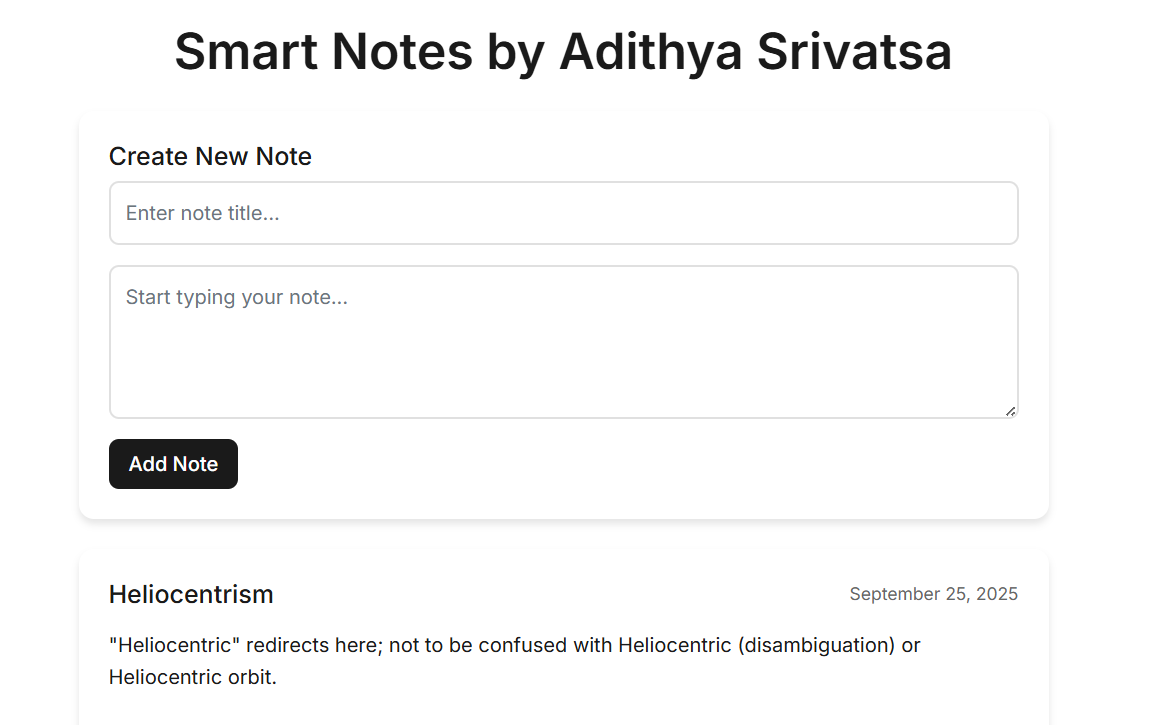 Smart Notes by Adithya Srivatsa
Create New Note
Enter note title...
Start typing your note...
Add Note
Heliocentrism
September 25, 2025
"Heliocentric" redirects here; not to be confused with Heliocentric (disambiguation) or
Heliocentric orbit.